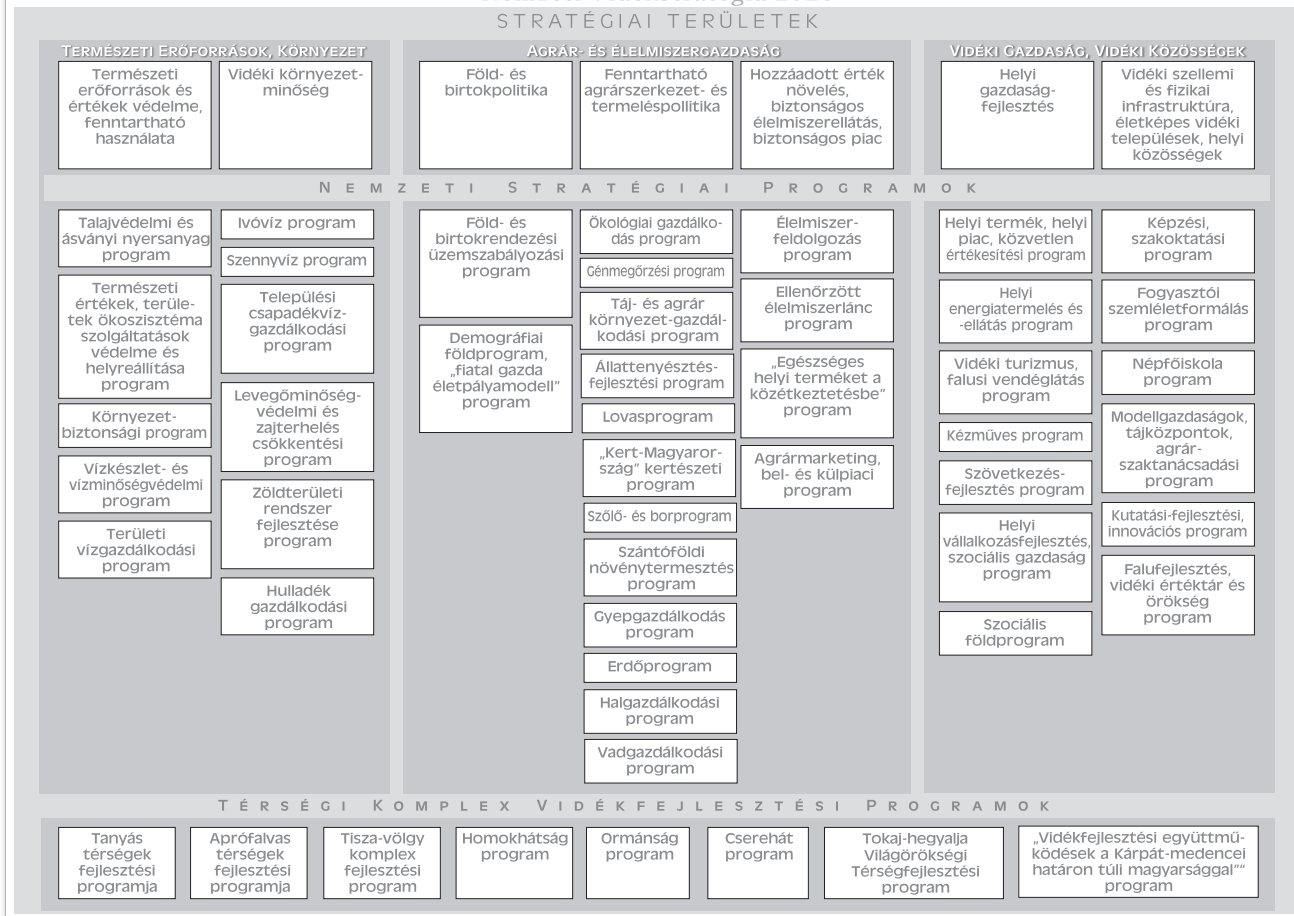 STRATÉGIAI TERÜLETEK
TERMÉSZETI ERŐFORRÁSOK, KÖRNYEZET
Természeti
erőforrások és
értékek védelme,
fenntartható
használata
Vidéki környezet-
minőség
AGRÁR- ÉS ÉLELMISZERGAZDASÁG
Föld- és
birtokpolitika
Fenntartható
agrárszerkezet- és
termeléspollitika
Hozzáadott érték
növelés,
biztonságos
élelmiszerellátás,
biztonságos piac
VIDÉKI GAZDASÁG, VIDÉKI KÖZÖSSÉGEK
Helyi
gazdaság-
fejlesztés
Vidéki szellemi
és fizikai
infrastruktúra,
életképes vidéki
települések, helyi
közösségek
NEMZETI STRATÉGIAI PROGRAMOK
Talajvédelmi és
ásványi nyersanyag
program
Természeti
értékek, terüle-
tek ökoszisztéma
szolgáltatások
védelme és
helyreállítása
program
Környezet-
biztonsági program
Vízkészlet- és
vízminőségvédelmi
program
Területi
vízgazdálkodási
program
Ivóvíz program
Szennyvíz program
Települési
csapadékvíz-
gazdálkodási
program
Levegőminőség-
védelmi és
zajterhelés
csökkentési
program
Zöldterületi
rendszer
fejlesztése
program
Hulladék
gazdálkodási
program
Föld- és
birtokrendezési
üzemszabályozási
program
Demográfiai
földprogram,
„fiatal gazda
életpályamodell”
program
Ökológiai gazdálko-
dás program
Génmegőrzési program
Táj- és agrár
környezet-gazdál-
kodási program
Állattenyésztés-
fejlesztési program
Lovasprogram
„Kert-Magyaror-
szág” kertészeti
program
Szőlő- és borprogram
Szántóföldi
növénytermesztés
program
Gyepgazdálkodás
program
Erdőprogram
Halgazdálkodási
program
Vadgazdálkodási
program
Élelmiszer-
feldolgozás
program
Ellenőrzött
élelmiszerlánc
program
„Egészséges
helyi terméket a
közétkeztetésbe”
program
Agrármarketing,
bel- és külpiaci
program
Helyi termék, helyi
piac, közvetlen
értékesítési program
Helyi
energiatermelés és
-ellátás program
Vidéki turizmus,
falusi vendéglátás
program
Kézműves program
Szövetkezés-
fejlesztés program
Helyi
vállalkozásfejlesztés,
szociális gazdaság
program
Szociális
földprogram
Képzési,
szakoktatási
program
Fogyasztói
szemléletformálás
program
Népfőiskola
program
Modellgazdaságok,
tájközpontok,
agrár-
szaktanácsadási
program
Kutatási-fejlesztési,
innovációs program
Falufejlesztés,
vidéki értéktár és
örökség
program
TÉRSÉGI KOMPLEX VIDÉKFEJLESZTÉSI PROGRAMOK
Tanyás
térségek
fejlesztési
programja
Aprófalvas
térségek
fejlesztési
programja
Tisza-völgy
komplex
fejlesztési
program
Homokhátság
program
Ormánság
program
Cserehát
program
Tokaj-hegyalja
Világörökségi
Térségfejlesztési
program
„Vidékfejlesztési együttmű-
ködések a Kárpát-medencei
határon túli magyarsággal”“
program